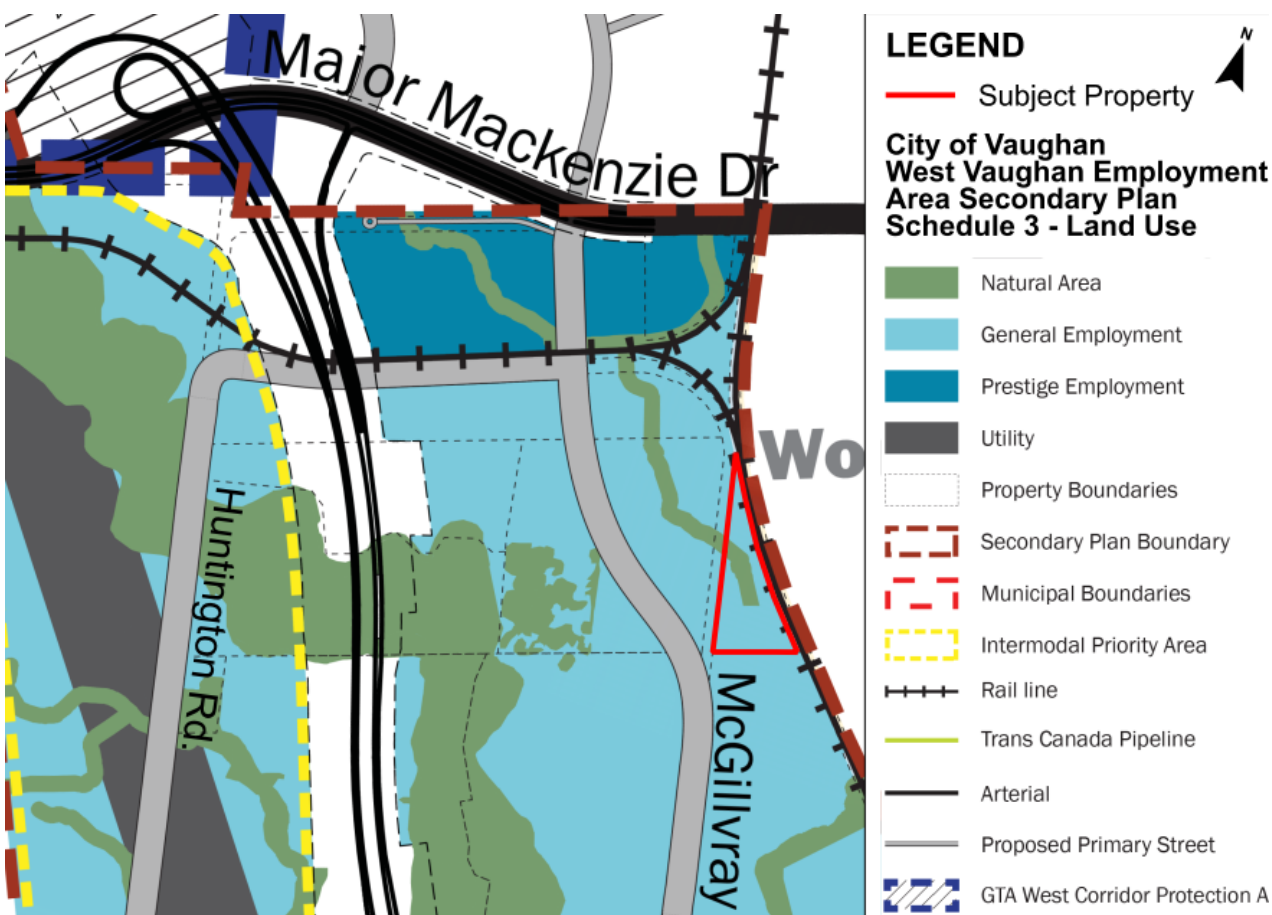 Major Mackenzie Dr
Wo
Huntington Rd.
McGillvray
LEGEND
N
Subject Property
City of Vaughan
West Vaughan Employment
Area Secondary Plan
Schedule 3 - Land Use
Natural Area
General Employment
Prestige Employment
Utility
Property Boundaries
Secondary Plan Boundary
Municipal Boundaries
Intermodal Priority Area
Rail line
Trans Canada Pipeline
Arterial
Proposed Primary Street
GTA West Corridor Protection A